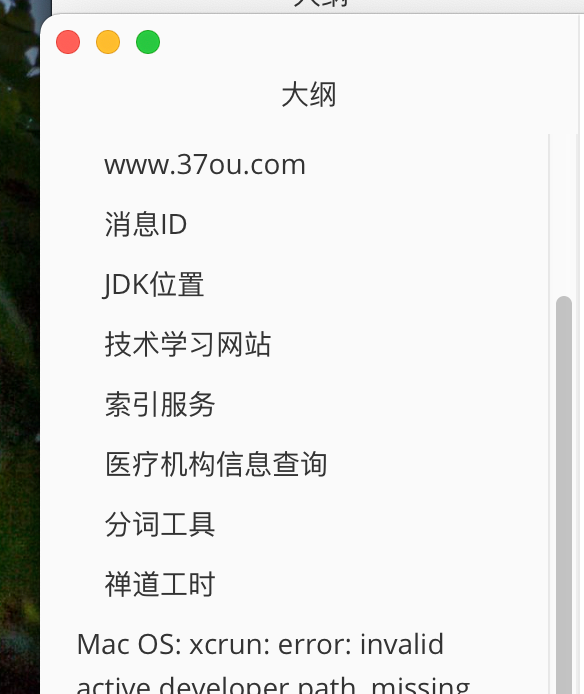 大纲
大纲
www.37ou.com
消息ID
JDK位置
技术学习网站
索引服务
医疗机构信息查询
分词工具
禅道工时
Mac OS: xcrun: error: invalid
active developer path, missing